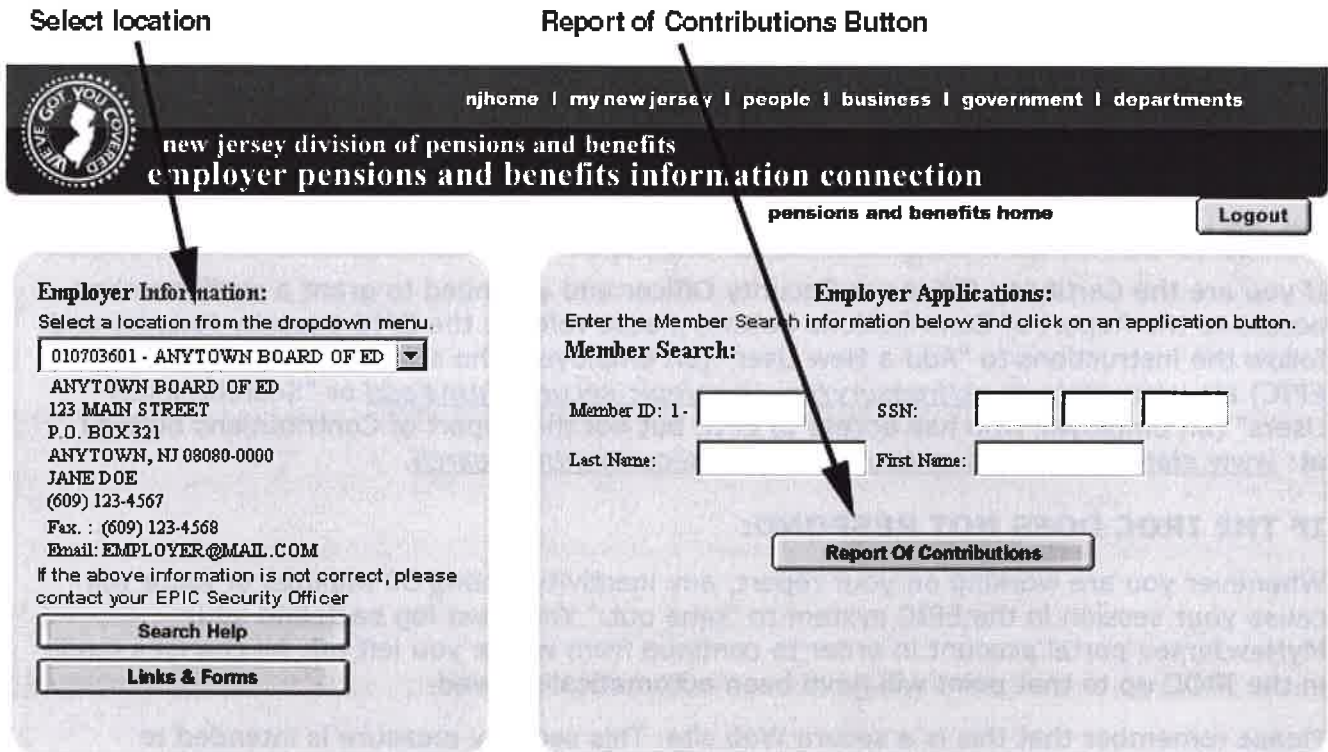 Select location
Report of Contributions Button
WE'VE GOT YOU COVERED
njhome | mynewjersey | people | business | government | departments
new jersey division of pensions and benefits
employer pensions and benefits information connection
pensions and benefits home
Logout
Employer Information:
Select a location from the dropdown menu.
010703601 - ANYTOWN BOARD OF ED
ANYTOWN BOARD OF ED
123 MAIN STREET
P.O. BOX 321
ANYTOWN, NJ 08080-0000
JANE DOE
(609) 123-4567
Fax. : (609) 123-4568
Email: EMPLOYER@MAIL.COM
If the above information is not correct, please
contact your EPIC Security Officer
Search Help
Links & Forms
Employer Applications:
Enter the Member Search information below and click on an application button.
Member Search:
Member ID: 1-
SSN:
Last Name:
First Name:
Report Of Contributions